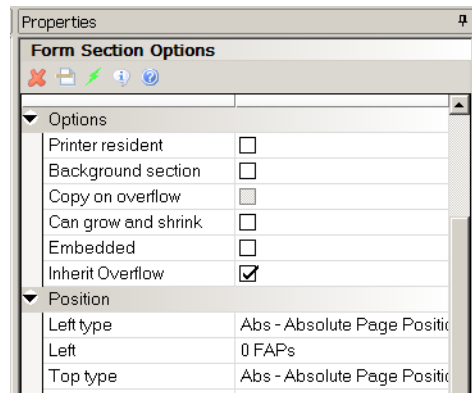 Properties
Form Section Options
Options
Printer resident
Background section
Copy on overflow
Can grow and shrink
Embedded
Inherit Overflow
Position
Left type Abs - Absolute Page Positic
Left 0 FAPs
Top type Abs - Absolute Page Positic